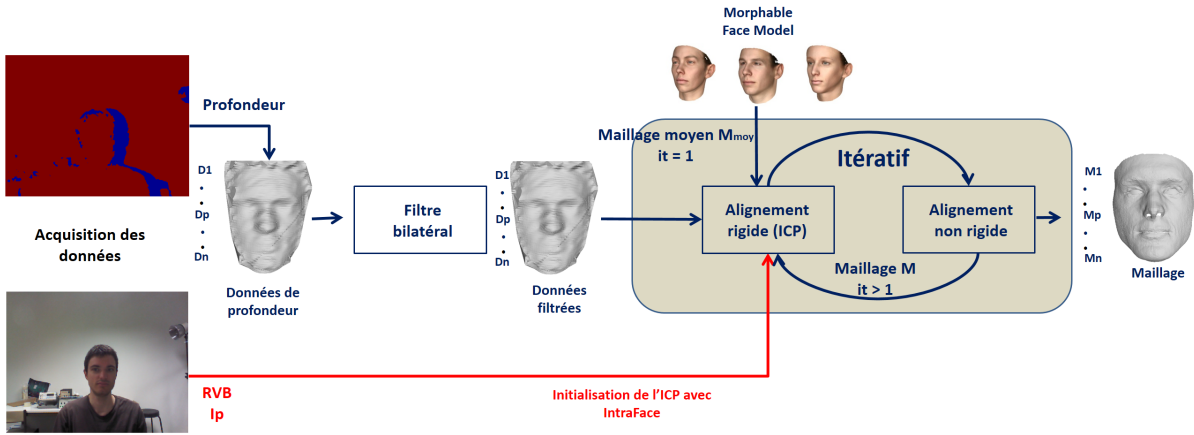 Morphable
Face Model
Profondeur
Maillage moyen Mmoy
it = 1
Itératif
D1
Dp
Dn
Filtre
bilatéral
D1
Dp
Dn
Alignement
rigide (ICP)
Alignement
non rigide
M1
Mp
Mn
Acquisition des
données
Données de
profondeur
Données
filtrées
Maillage M
it > 1
Maillage
RVB
Ip
Initialisation de l’ICP avec
IntraFace